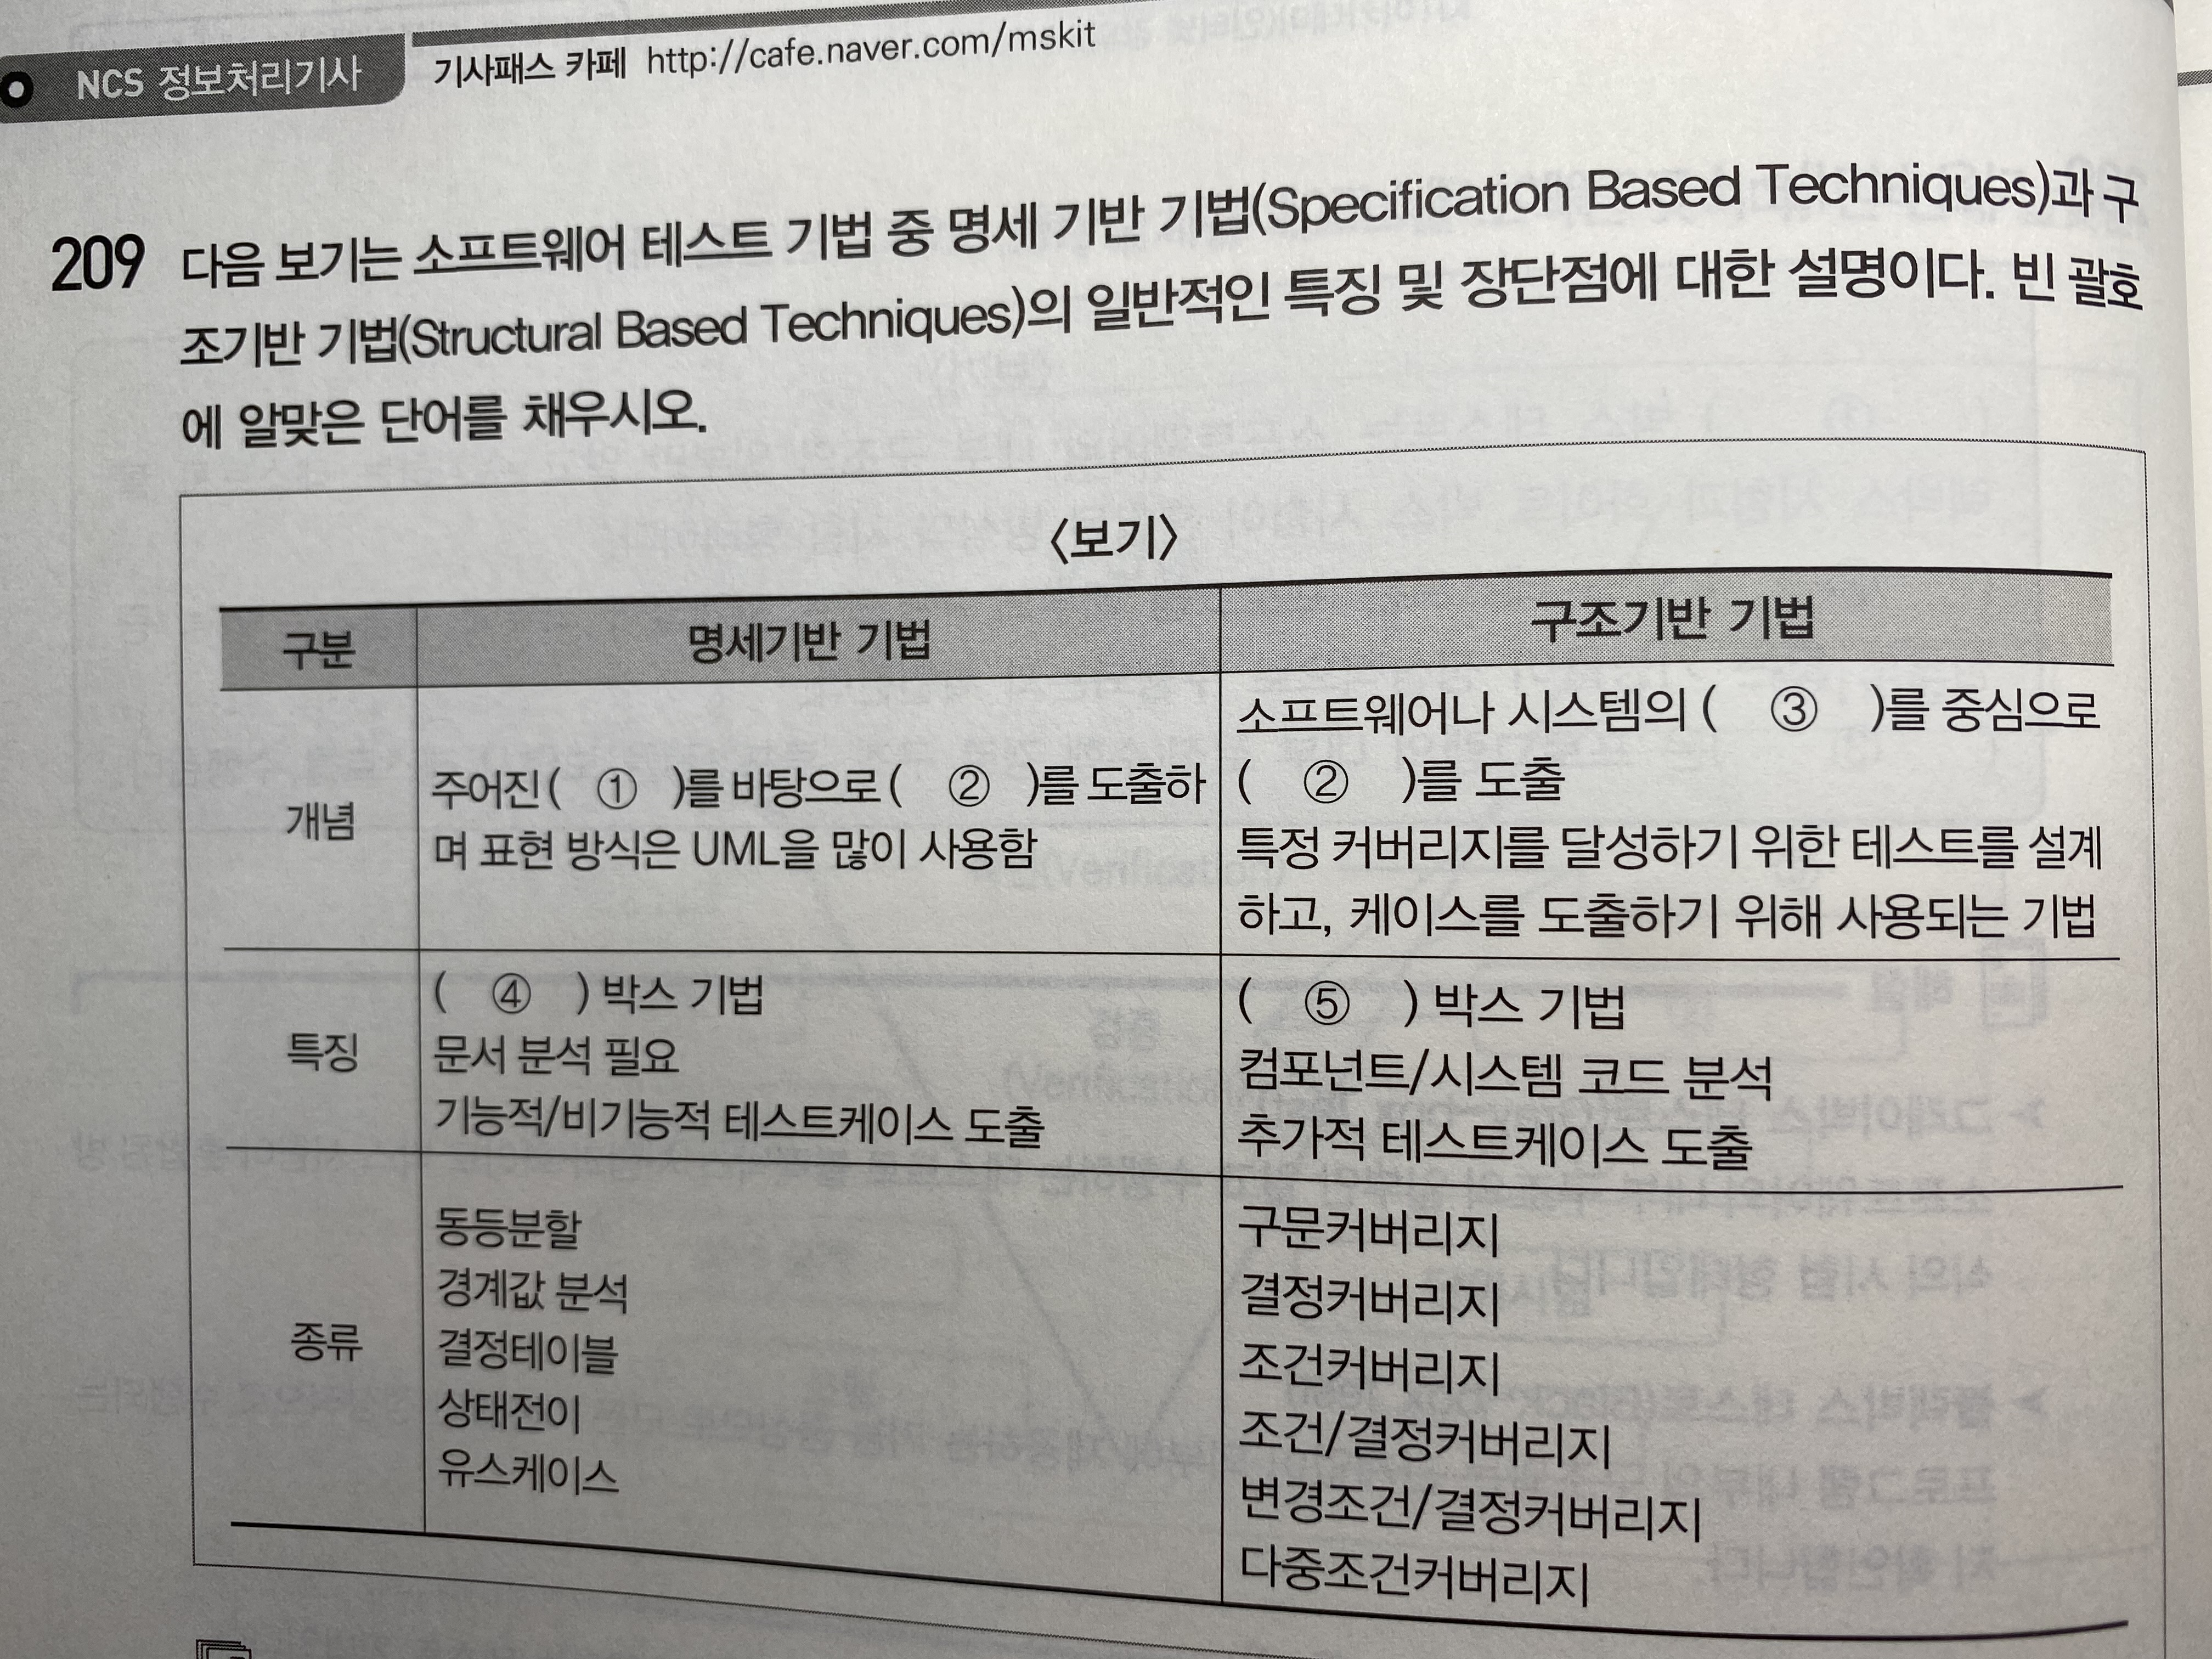 NCS 정보처리기사
기사패스 카페 http://cafe.naver.com/mskit
209 다음 보기는 소프트웨어 테스트 기법 중 명세 기반 기법(Specification Based Techniques)과 구
조기반 기법(Structural Based Techniques)의 일반적인 특징 및 장단점에 대한 설명이다. 빈 괄호
에 알맞은 단어를 채우시오.
〈보기〉
구분
명세기반 기법
구조기반 기법
개념
주어진 ( ① )를 바탕으로 ( ② )를 도출하
며 표현 방식은 UML을 많이 사용함
소프트웨어나 시스템의 ( ③ )를 중심으로
( ② )를 도출
특정 커버리지를 달성하기 위한 테스트를 설계
하고, 케이스를 도출하기 위해 사용되는 기법
특징
( ④ ) 박스 기법
문서 분석 필요
기능적/비기능적 테스트케이스 도출
( ⑤ ) 박스 기법
컴포넌트/시스템 코드 분석
추가적 테스트케이스 도출
종류
동등분할
경계값 분석
결정테이블
상태전이
유스케이스
구문커버리지
결정커버리지
조건커버리지
조건/결정커버리지
변경조건/결정커버리지
다중조건커버리지